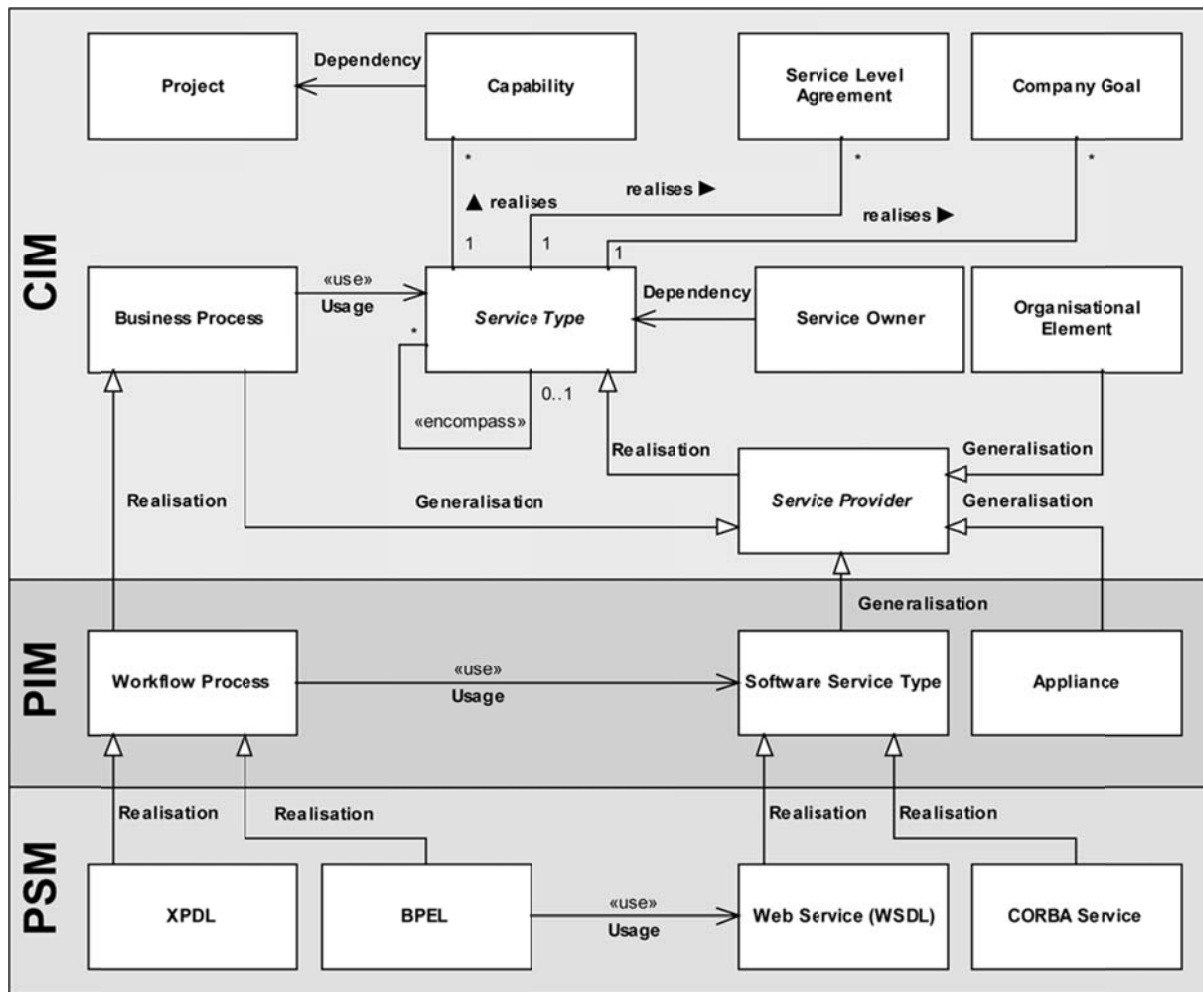 CIM
Project
Dependency
Capability
Service Level
Agreement
Company Goal
*
*
*
▲ realises
realises ►
realises ►
1
1
1
Business Process
«use»
Usage
Service Type
Dependency
Service Owner
Organisational
Element
*
0..1
«encompass»
Realisation
Generalisation
Realisation
Generalisation
Service Provider
Generalisation
PIM
Generalisation
Workflow Process
«use»
Usage
Software Service Type
Appliance
PSM
Realisation
Realisation
Realisation
Realisation
XPDL
BPEL
«use»
Usage
Web Service (WSDL)
CORBA Service